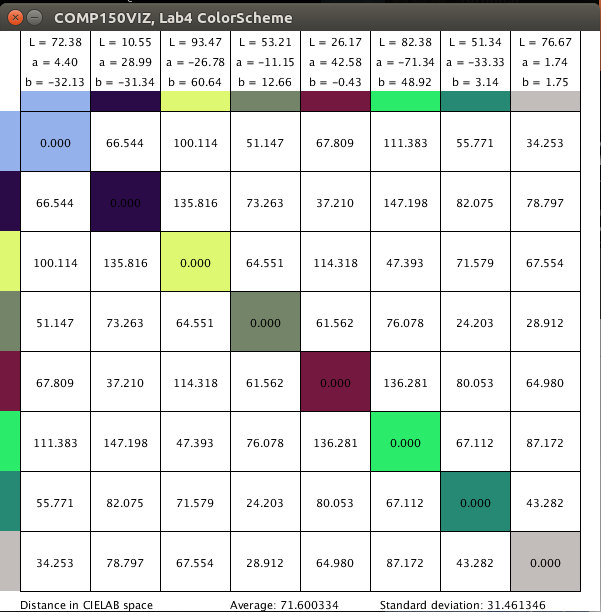 COMP150VIZ, Lab4 ColorScheme
L = 72.38 L = 10.55 L = 93.47 L = 53.21 L = 26.17 L = 82.38 L = 51.34 L = 76.67
a = 4.40 a = 28.99 a = -26.78 a = -11.15 a = 42.58 a = -71.34 a = -33.33 a = 1.74
b = -32.13 b = -31.34 b = 60.64 b = 12.66 b = -0.43 b = 48.92 b = 3.14 b = 1.75
0.000 66.544 100.114 51.147 67.809 111.383 55.771 34.253
66.544 0.000 135.816 73.263 37.210 147.198 82.075 78.797
100.114 135.816 0.000 64.551 114.318 47.393 71.579 67.554
51.147 73.263 64.551 0.000 61.562 76.078 24.203 28.912
67.809 37.210 114.318 61.562 0.000 136.281 80.053 64.980
111.383 147.198 47.393 76.078 136.281 0.000 67.112 87.172
55.771 82.075 71.579 24.203 80.053 67.112 0.000 43.282
34.253 78.797 67.554 28.912 64.980 87.172 43.282 0.000
Distance in CIELAB space Average: 71.600334 Standard deviation: 31.461346